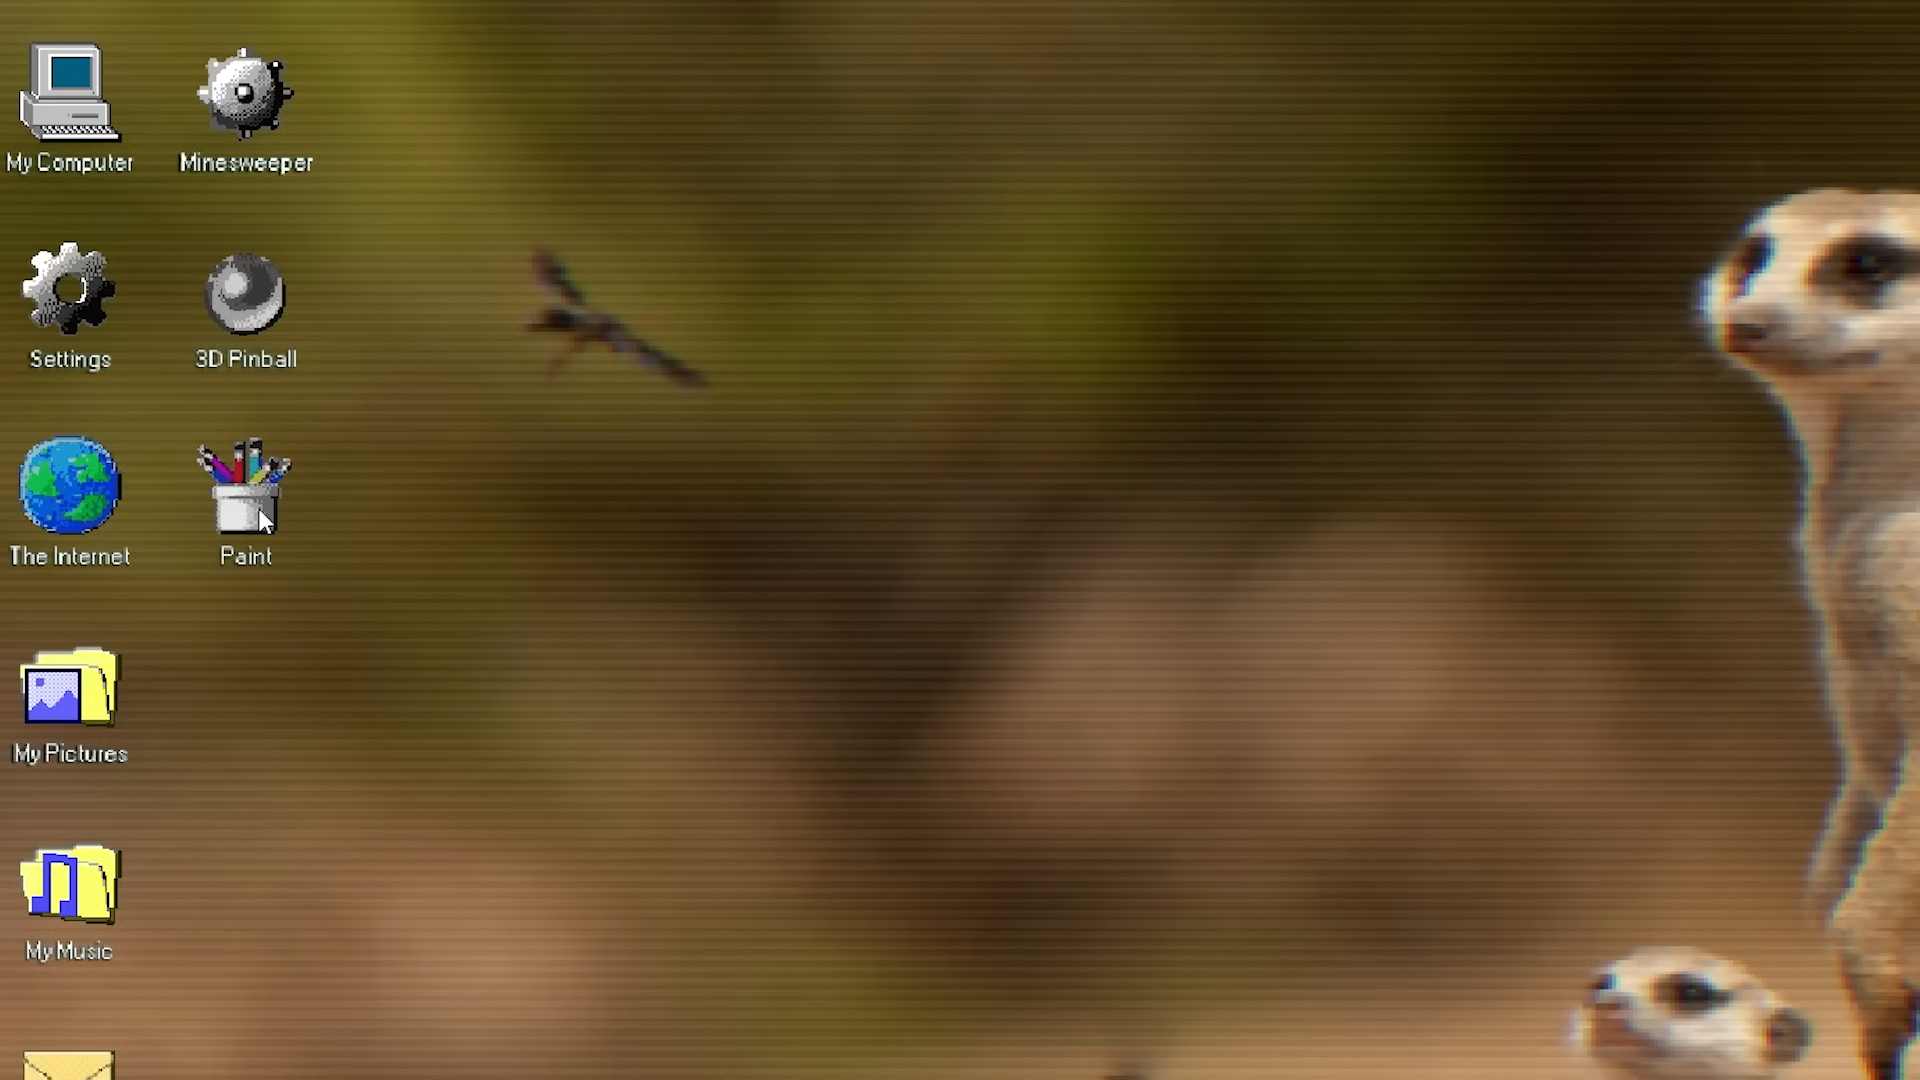 My Computer
Minesweeper
Settings
3D Pinball
The Internet
Paint
My Pictures
My Music